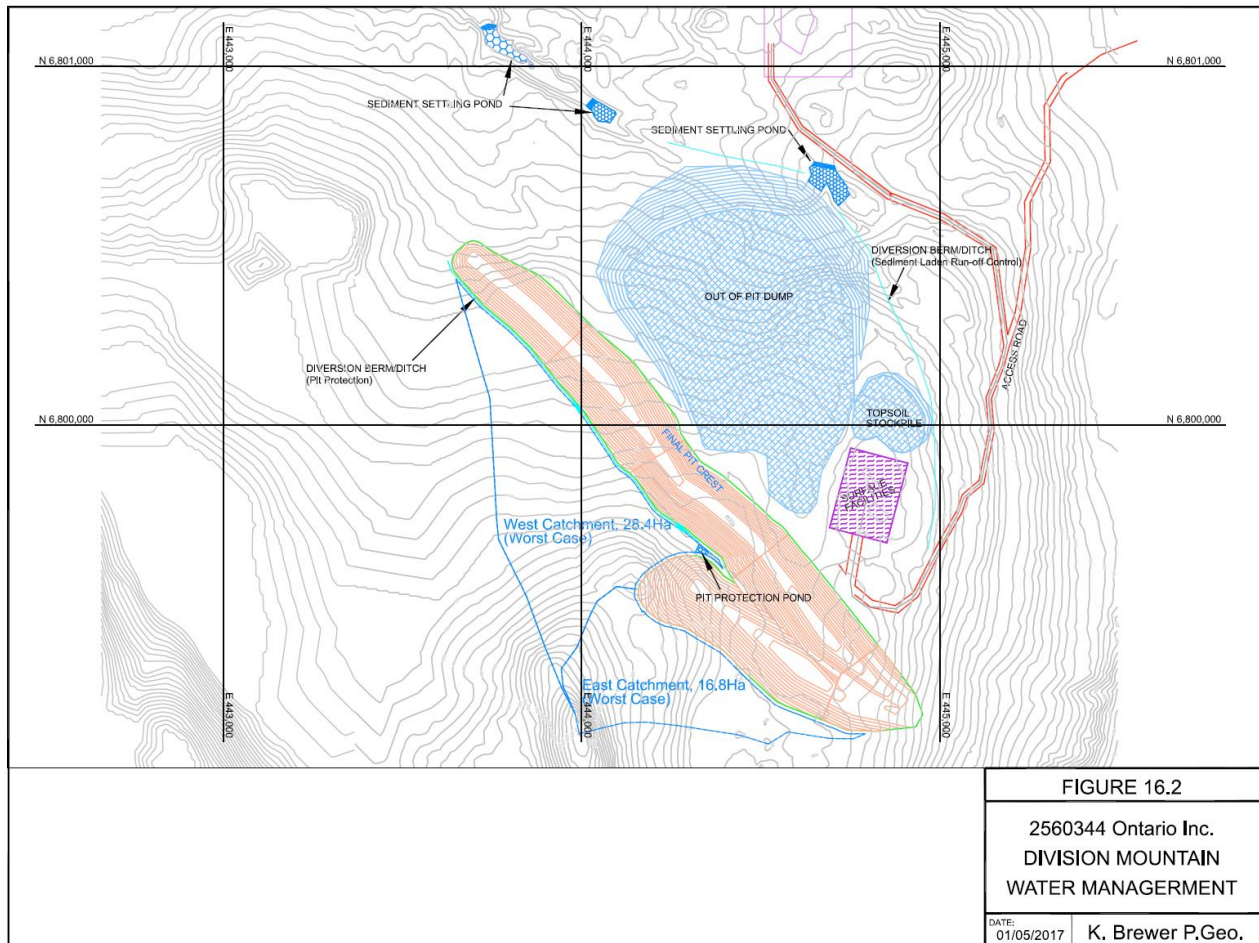 E 443,000
E 444,000
E 445,000
N 6,801,000
N 6,801,000
SEDIMENT SETTLING POND
SEDIMENT SETTLING POND
DIVERSION BERM/DITCH
(Sediment Laden Run-off Control)
OUT OF PIT DUMP
ACCESS ROAD
DIVERSION BERM/DITCH
(Pit Protection)
TOPSOIL
STOCKPILE
N 6,800,000
N 6,800,000
FINAL PIT CREST
SURFACE
FACILITIES
West Catchment, 28.4Ha
(Worst Case)
PIT PROTECTION POND
East Catchment, 16.8Ha
(Worst Case)
E 443,000
E 444,000
E 445,000
FIGURE 16.2
2560344 Ontario Inc.
DIVISION MOUNTAIN
WATER MANAGERMENT
DATE:
01/05/2017
K. Brewer P.Geo.